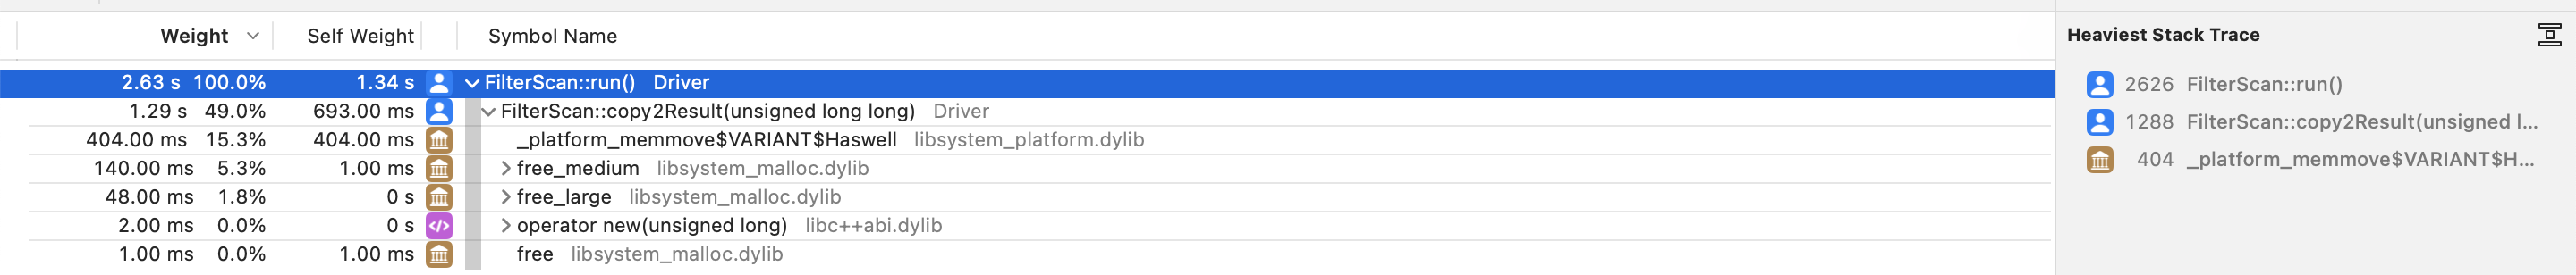 Weight Self Weight Symbol Name
2.63 s 100.0% 1.34 s FilterScan::run() Driver
1.29 s 49.0% 693.00 ms FilterScan::copy2Result(unsigned long long) Driver
404.00 ms 15.3% 404.00 ms _platform_memmove$VARIANT$Haswell libsystem_platform.dylib
140.00 ms 5.3% 1.00 ms free_medium libsystem_malloc.dylib
48.00 ms 1.8% 0 s free_large libsystem_malloc.dylib
2.00 ms 0.0% 0 s </> operator new(unsigned long) libc++abi.dylib
1.00 ms 0.0% 1.00 ms free libsystem_malloc.dylib
Heaviest Stack Trace
2626 FilterScan::run()
1288 FilterScan::copy2Result(unsigned l...
404 _platform_memmove$VARIANT$H...